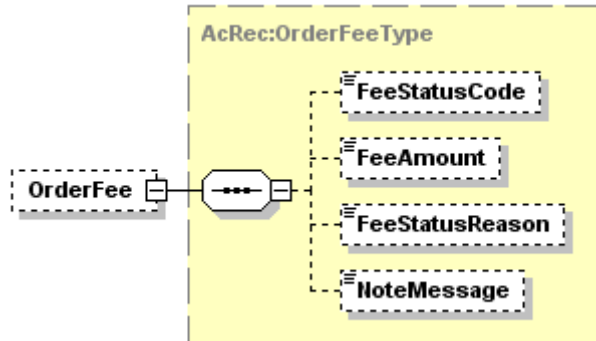 AcRec:OrderFeeType
FeeStatusCode
FeeAmount
OrderFee
FeeStatusReason
NoteMessage